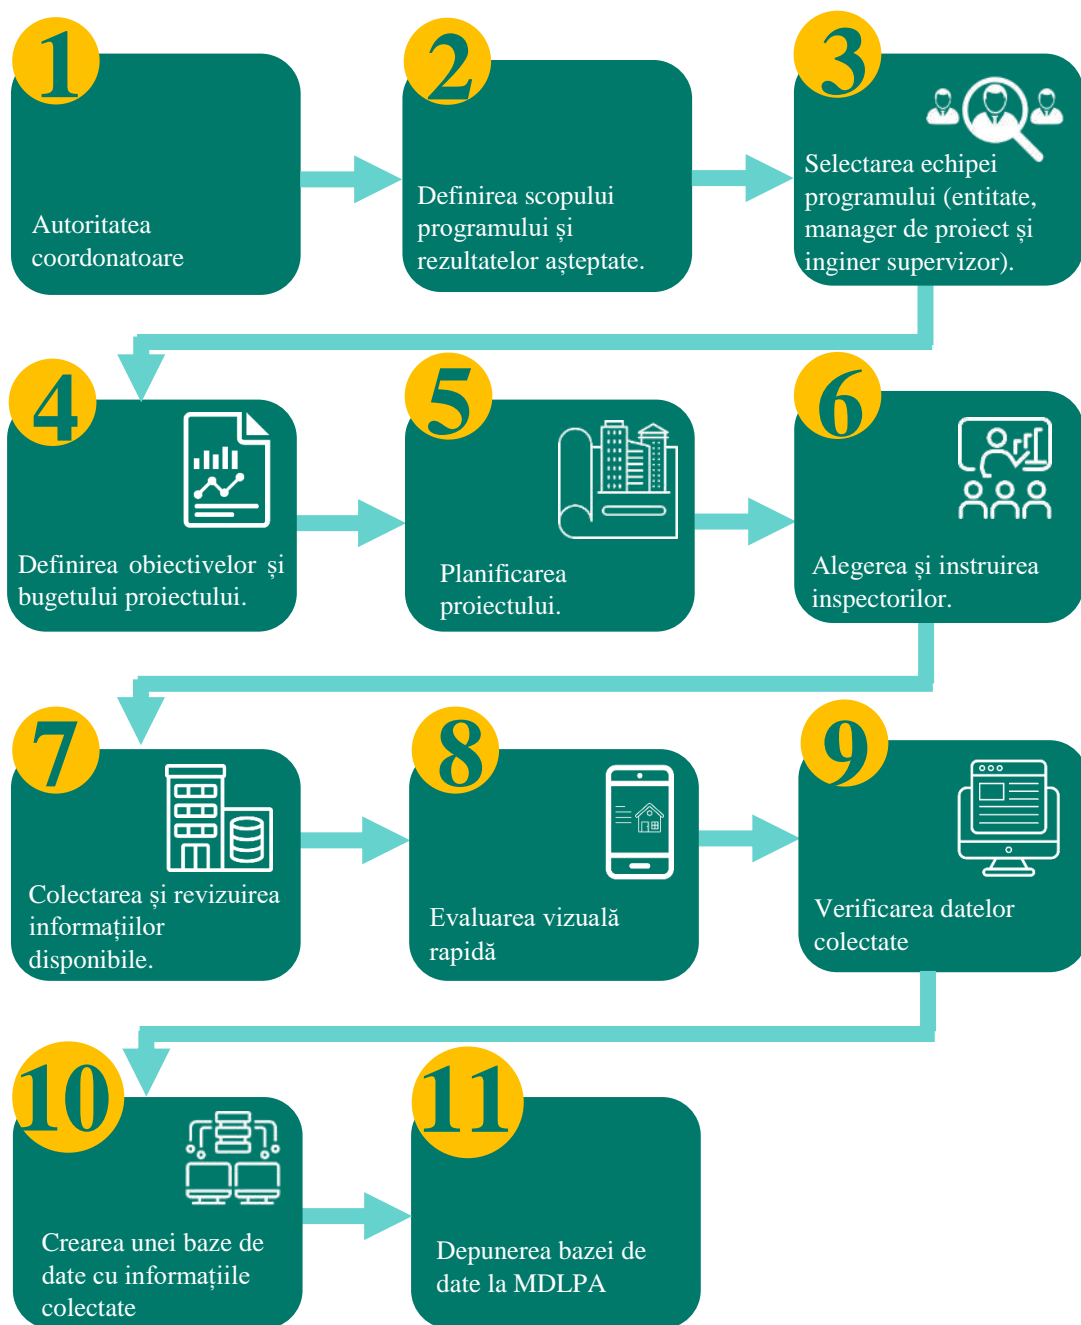 1
Autoritatea
coordonatoare
2
Definirea scopului
programului și
rezultatelor așteptate.
3
Selectarea echipei
programului (entitate,
manager de proiect și
inginer supervizor).
4
Definirea obiectivelor și
bugetului proiectului.
5
Planificarea
proiectului.
6
Alegerea și instruirea
inspectorilor.
7
Colectarea și revizuirea
informațiilor
disponibile.
8
Evaluarea vizuală
rapidă
9
Verificarea datelor
colectate
10
Crearea unei baze de
date cu informațiile
colectate
11
Depunerea bazei de
date la MDLPA